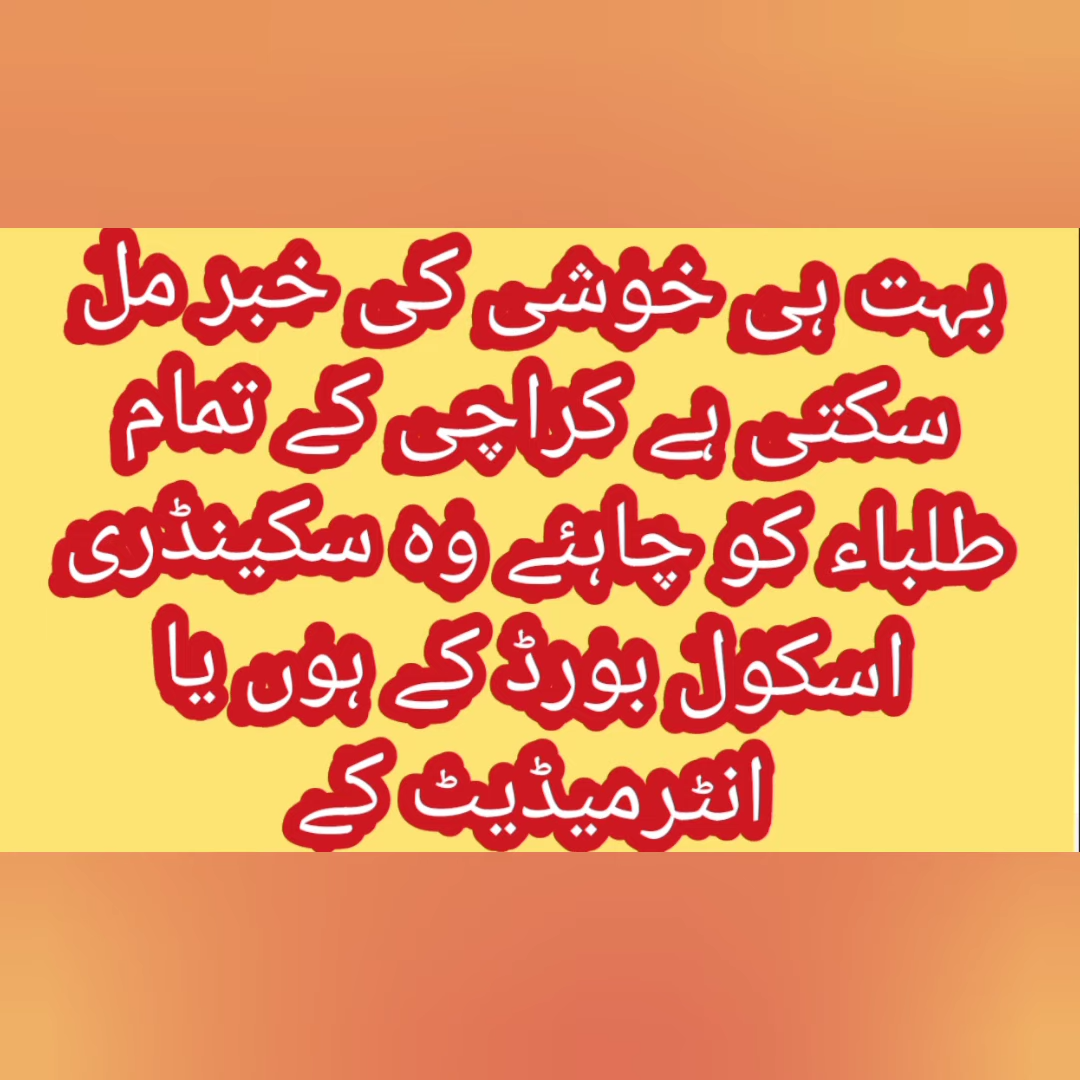 بہت ہی خوشی کی خبر مل
سکتی ہے کراچی کے تمام
طلباء کو چاہئے وہ سکینڈری
اسکول بورڈ کے ہوں یا
انٹرمیڈیٹ کے